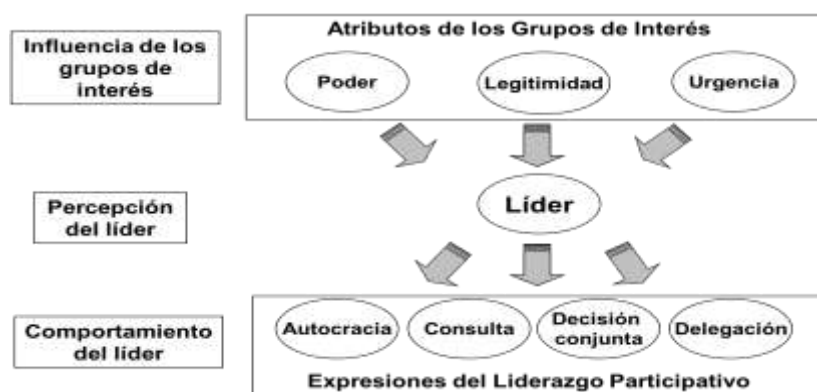 Atributos de los Grupos de Interés
Influencia de los
grupos de
interés
Poder
Legitimidad
Urgencia
Percepción
del líder
Líder
Comportamiento
del líder
Autocracia
Consulta
Decisión
conjunta
Delegación
Expresiones del Liderazgo Participativo